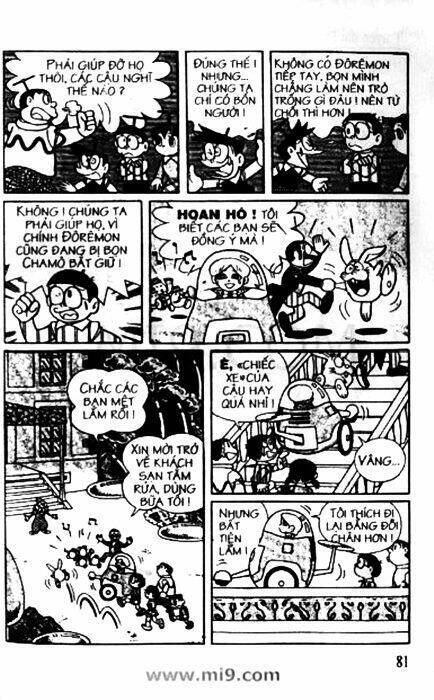 PHẢI GIÚP ĐỠ HỌ
THÔI, CÁC CẬU NGHĨ
THẾ NÀO ?
ĐÚNG THẾ !
NHƯNG...
CHÚNG TA
CHỈ CÓ BỐN
NGƯỜI !
KHÔNG CÓ ĐÔRÊMON
TIẾP TAY, BỌN MÌNH
CHẲNG LÀM NÊN TRÒ
TRỐNG GÌ ĐÂU ! NÊN TỪ
CHỐI THÌ HƠN !
KHÔNG ! CHÚNG TA
PHẢI GIÚP HỌ, VÌ
CHÍNH ĐÔRÊMON
CŨNG ĐANG BỊ BỌN
CHAMÔ BẮT GIỮ !
HOAN HÔ ! TÔI
BIẾT CÁC BẠN SẼ
ĐỒNG Ý MÀ !
CHẮC CÁC
BẠN MỆT
LẮM RỒI !
XIN MỜI TRỞ
VỀ KHÁCH
SẠN TẮM
RỬA, DÙNG
BỮA TỐI !
Ê, «CHIẾC
XE» CỦA
CẬU HAY
QUÁ NHỈ !
VÂNG...
NHƯNG
BẤT
TIỆN
LẮM !
TÔI THÍCH ĐI
LẠI BẰNG ĐÔI
CHÂN HƠN !
81
www.mi9.com